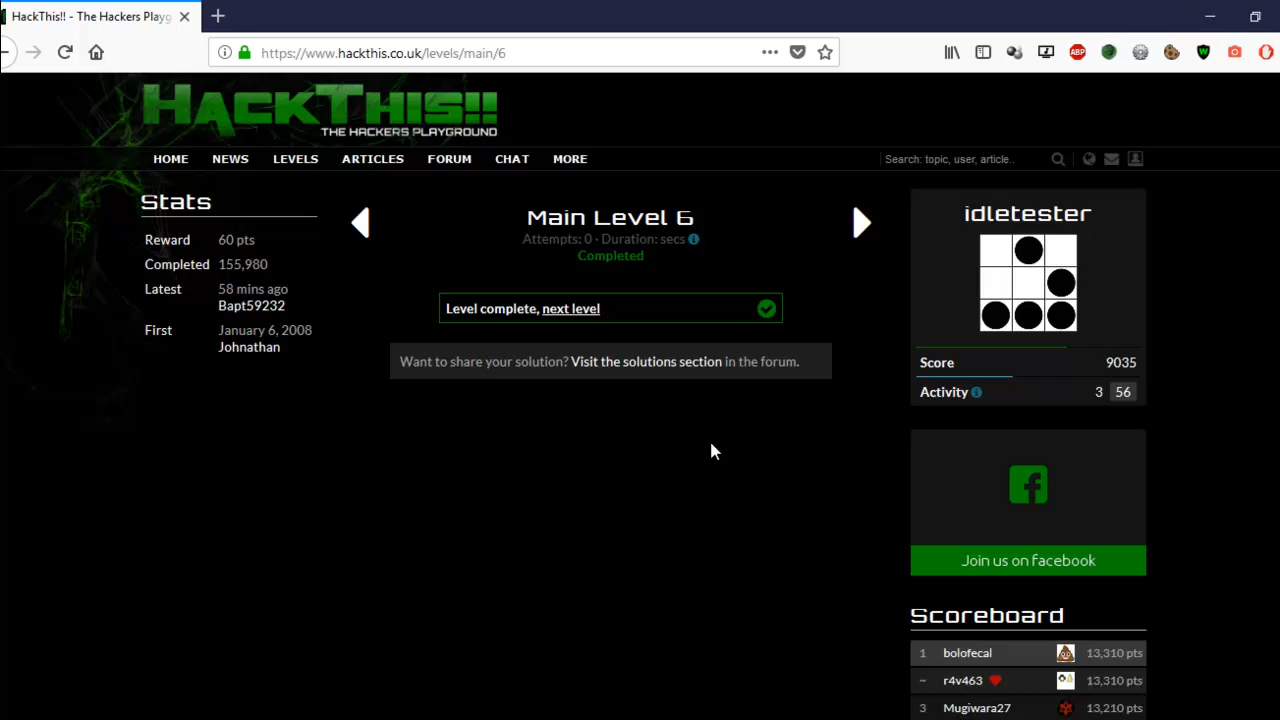 HackThis!! - The Hackers Playg
https://www.hackthis.co.uk/levels/main/6
ABP
HACKTHIS!!
THE HACKERS PLAYGROUND
HOME NEWS LEVELS ARTICLES FORUM CHAT MORE
Search: topic, user, article..
Stats
Reward 60 pts
Completed 155,980
Latest 58 mins ago
Bapt59232
First January 6, 2008
Johnathan
Main Level 6
Attempts: 0 · Duration: secs
Completed
Level complete, next level
Want to share your solution? Visit the solutions section in the forum.
idletester
Score 9035
Activity 3 56
Join us on facebook
Scoreboard
1 bolofecal 13,310 pts
~ r4v463 13,310 pts
3 Mugiwara27 13,210 pts